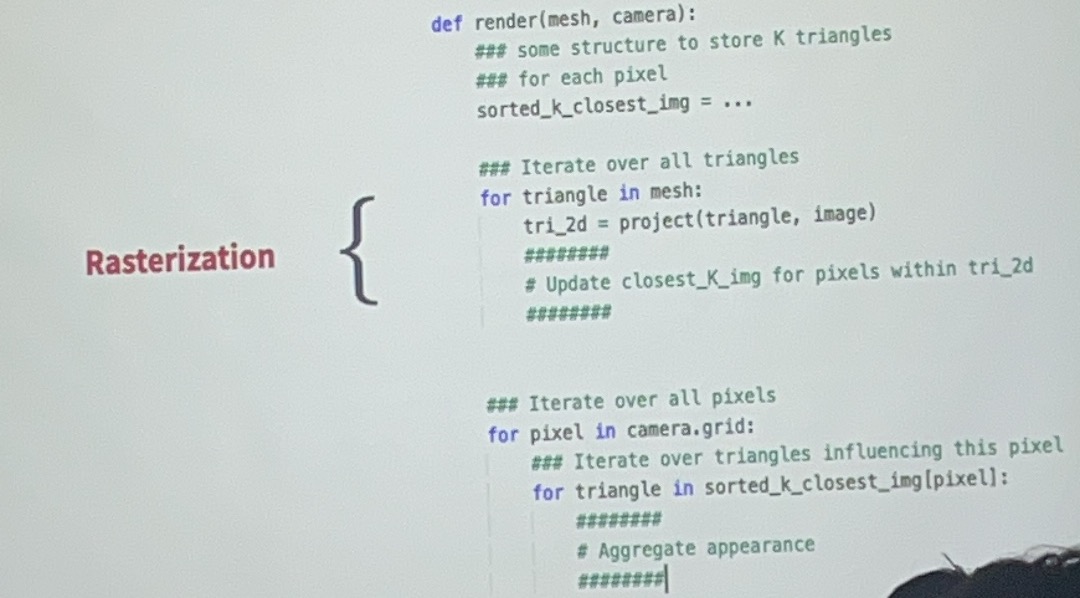 def render(mesh, camera):
### some structure to store K triangles
### for each pixel
sorted_k_closest_img = ...
### Iterate over all triangles
for triangle in mesh:
tri_2d = project(triangle, image)
########
# Update closest_K_img for pixels within tri_2d
########
Rasterization {
### Iterate over all pixels
for pixel in camera.grid:
### Iterate over triangles influencing this pixel
for triangle in sorted_k_closest_img[pixel]:
########
# Aggregate appearance
########